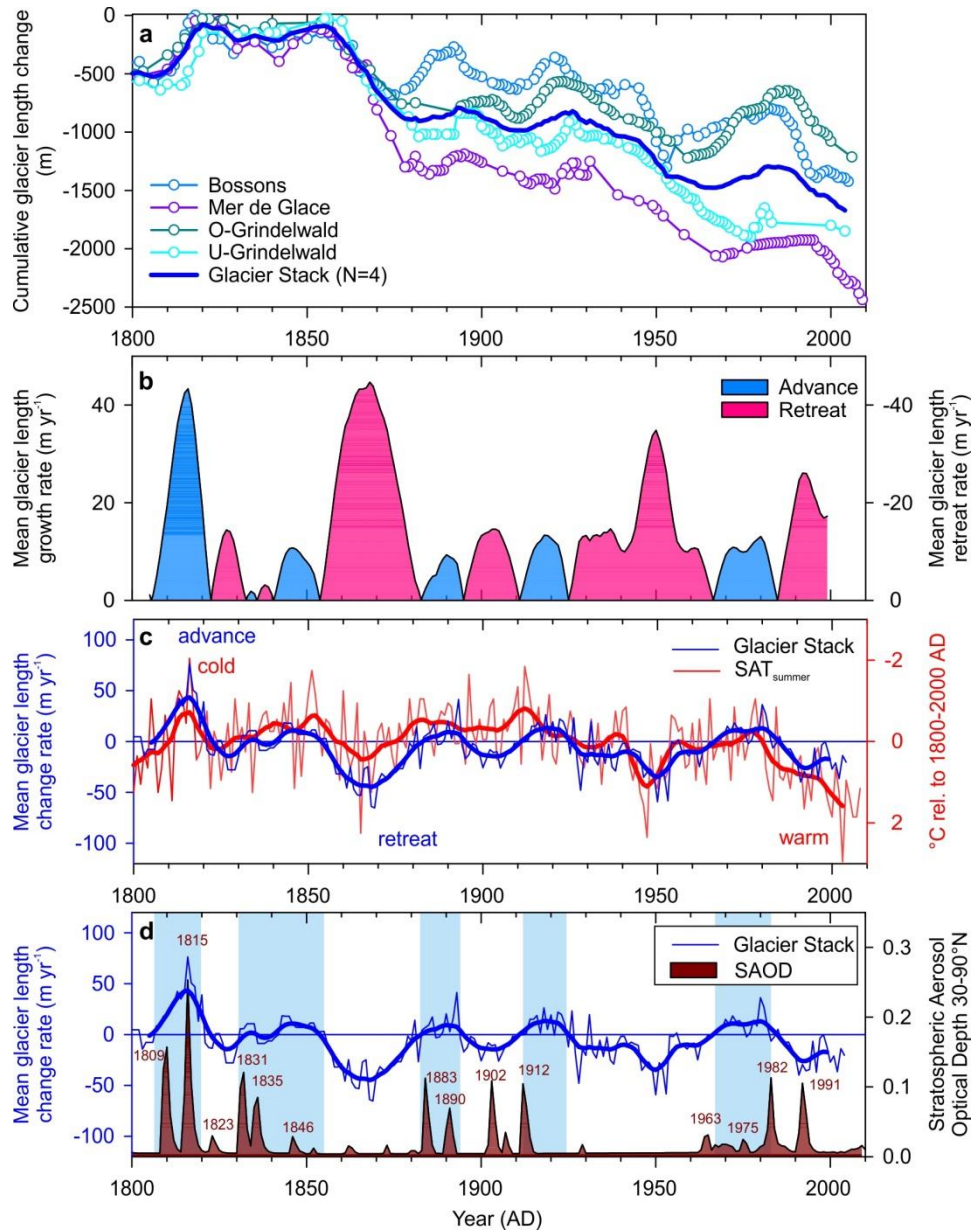 a
0
-500
-1000
-1500
-2000
-2500
Cumulative glacier length change
(m)
Bossons
Mer de Glace
O-Grindelwald
U-Grindelwald
Glacier Stack (N=4)
1800 1850 1900 1950 2000
b
40
20
0
Mean glacier length
growth rate (m yr⁻¹)
Advance
Retreat
-40
-20
0
Mean glacier length
retreat rate (m yr⁻¹)
c
100
50
0
-50
-100
Mean glacier length
change rate (m yr⁻¹)
advance
cold
retreat
warm
Glacier Stack
SATsummer
-2
0
2
°C rel. to 1800-2000 AD
1800 1850 1900 1950 2000
d
100
50
0
-50
-100
Mean glacier length
change rate (m yr⁻¹)
1809
1815
1823
1831
1835
1846
1883
1890
1902
1912
1963
1975
1982
1991
Glacier Stack
SAOD
0.3
0.2
0.1
0.0
Stratospheric Aerosol
Optical Depth 30-90°N
1800 1850 1900 1950 2000
Year (AD)